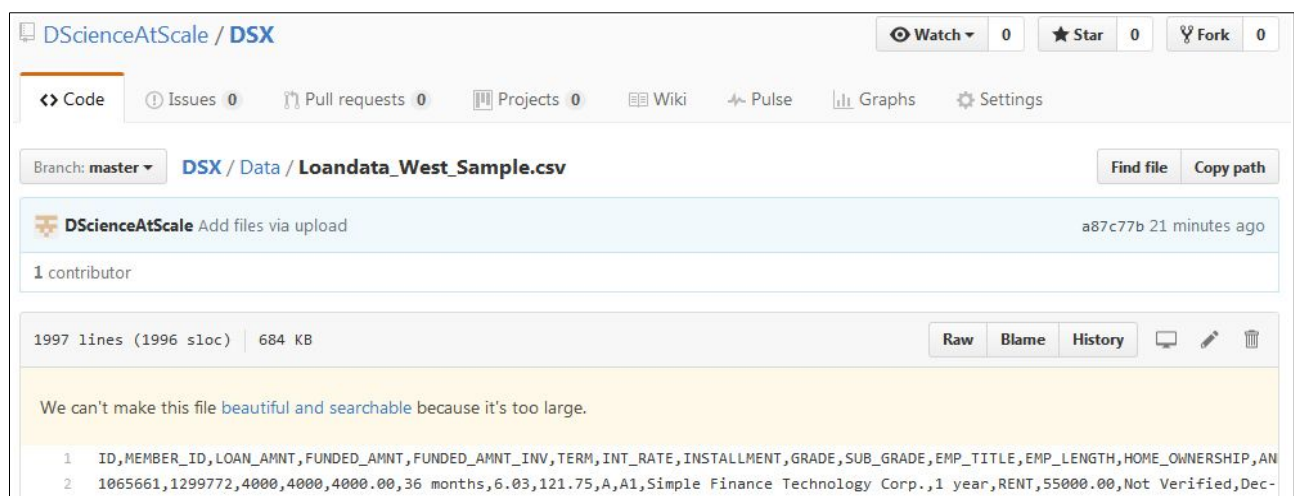 DScienceAtScale / DSX Watch 0 Star 0 Fork 0
Code Issues 0 Pull requests 0 Projects 0 Wiki Pulse Graphs Settings
Branch: master DSX / Data / Loandata_West_Sample.csv Find file Copy path
DScienceAtScale Add files via upload a87c77b 21 minutes ago
1 contributor
1997 lines (1996 sloc) 684 KB Raw Blame History
We can't make this file beautiful and searchable because it's too large.
1 ID,MEMBER_ID,LOAN_AMNT,FUNDED_AMNT,FUNDED_AMNT_INV,TERM,INT_RATE,INSTALLMENT,GRADE,SUB_GRADE,EMP_TITLE,EMP_LENGTH,HOME_OWNERSHIP,AN
2 1065661,1299772,4000,4000,4000.00,36 months,6.03,121.75,A,A1,Simple Finance Technology Corp.,1 year,RENT,55000.00,Not Verified,Dec-